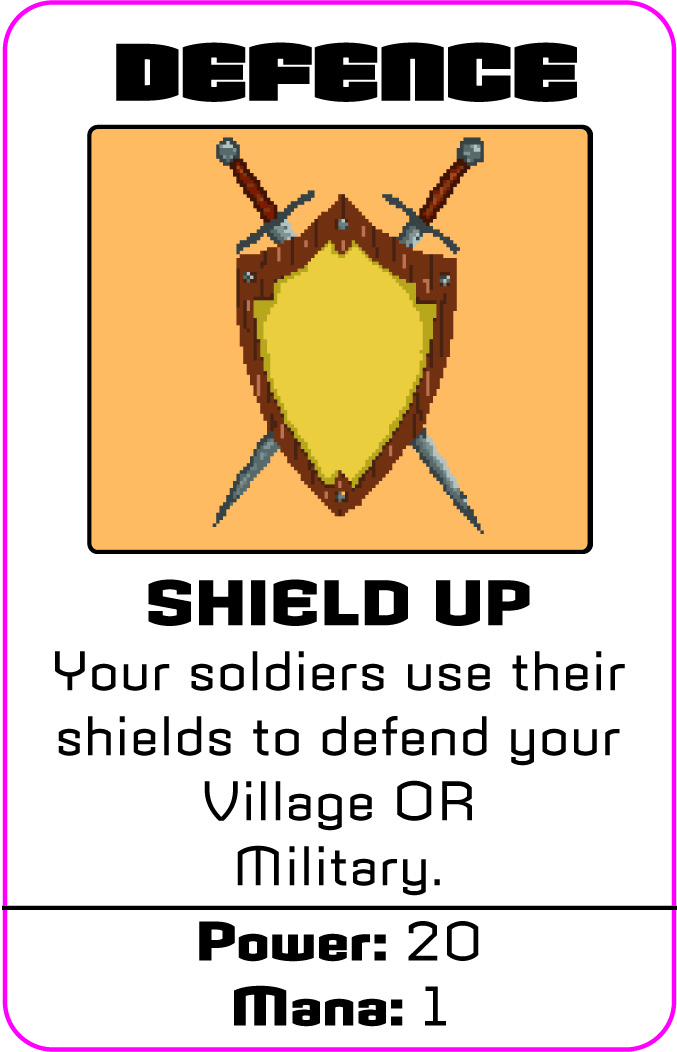 DEFENCE
SHIELD UP
Your soldiers use their
shields to defend your
Village OR
Military.
Power: 20
Mana: 1